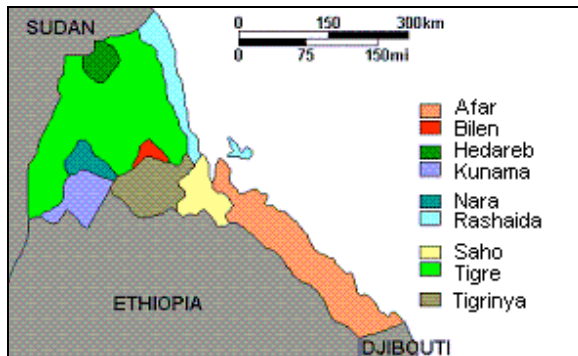 SUDAN
0 150 300km
0 75 150mi
Afar
Bilen
Hedareb
Kunama
Nara
Rashaida
Saho
Tigre
Tigrinya
ETHIOPIA
DJIBOUTI